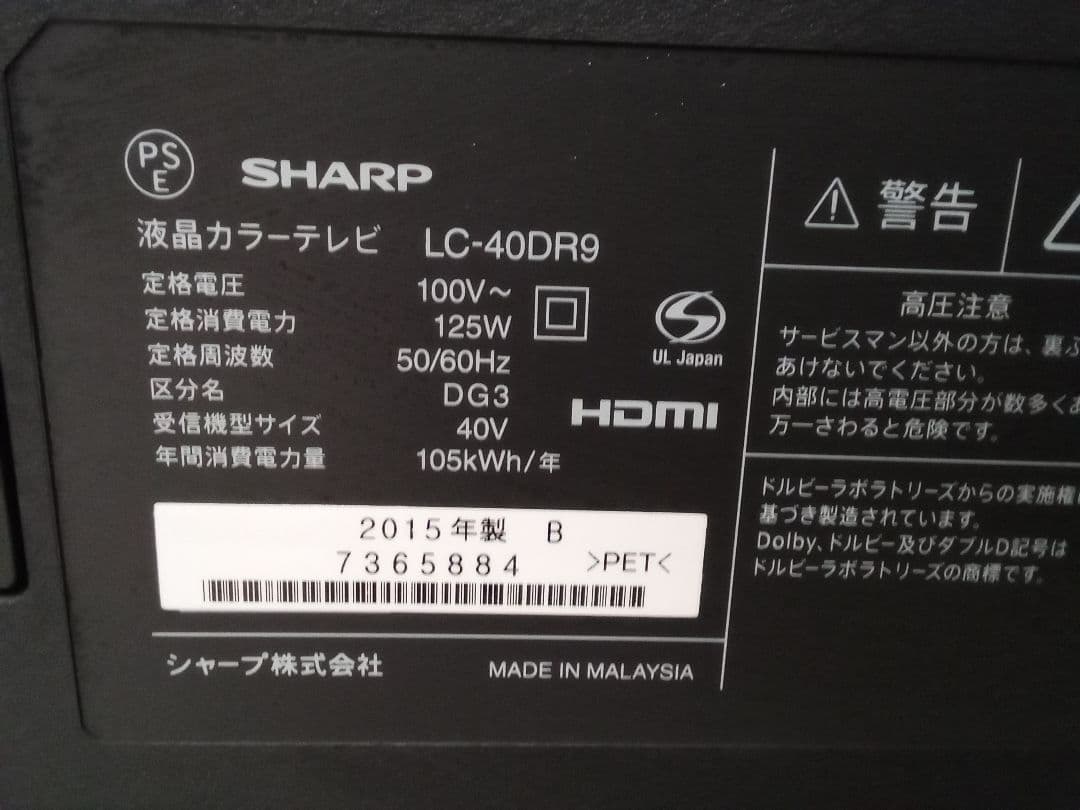 PS
E
SHARP
液晶カラーテレビ LC-40DR9
定格電圧 100V~
定格消費電力 125W
定格周波数 50/60Hz
区分名 DG3
受信機型サイズ 40V
年間消費電力量 105kWh/年
UL Japan
HDMI
2015年製 B
7365884 >PET<
シャープ株式会社 MADE IN MALAYSIA
警告
高圧注意
サービスマン以外の方は、裏ぶ
あけないでください。
内部には高電圧部分が数多くあ
万一さわると危険です。
ドルビーラボラトリーズからの実施権に
基づき製造されています。
Dolby、ドルビー及びダブルD記号は
ドルビーラボラトリーズの商標です。